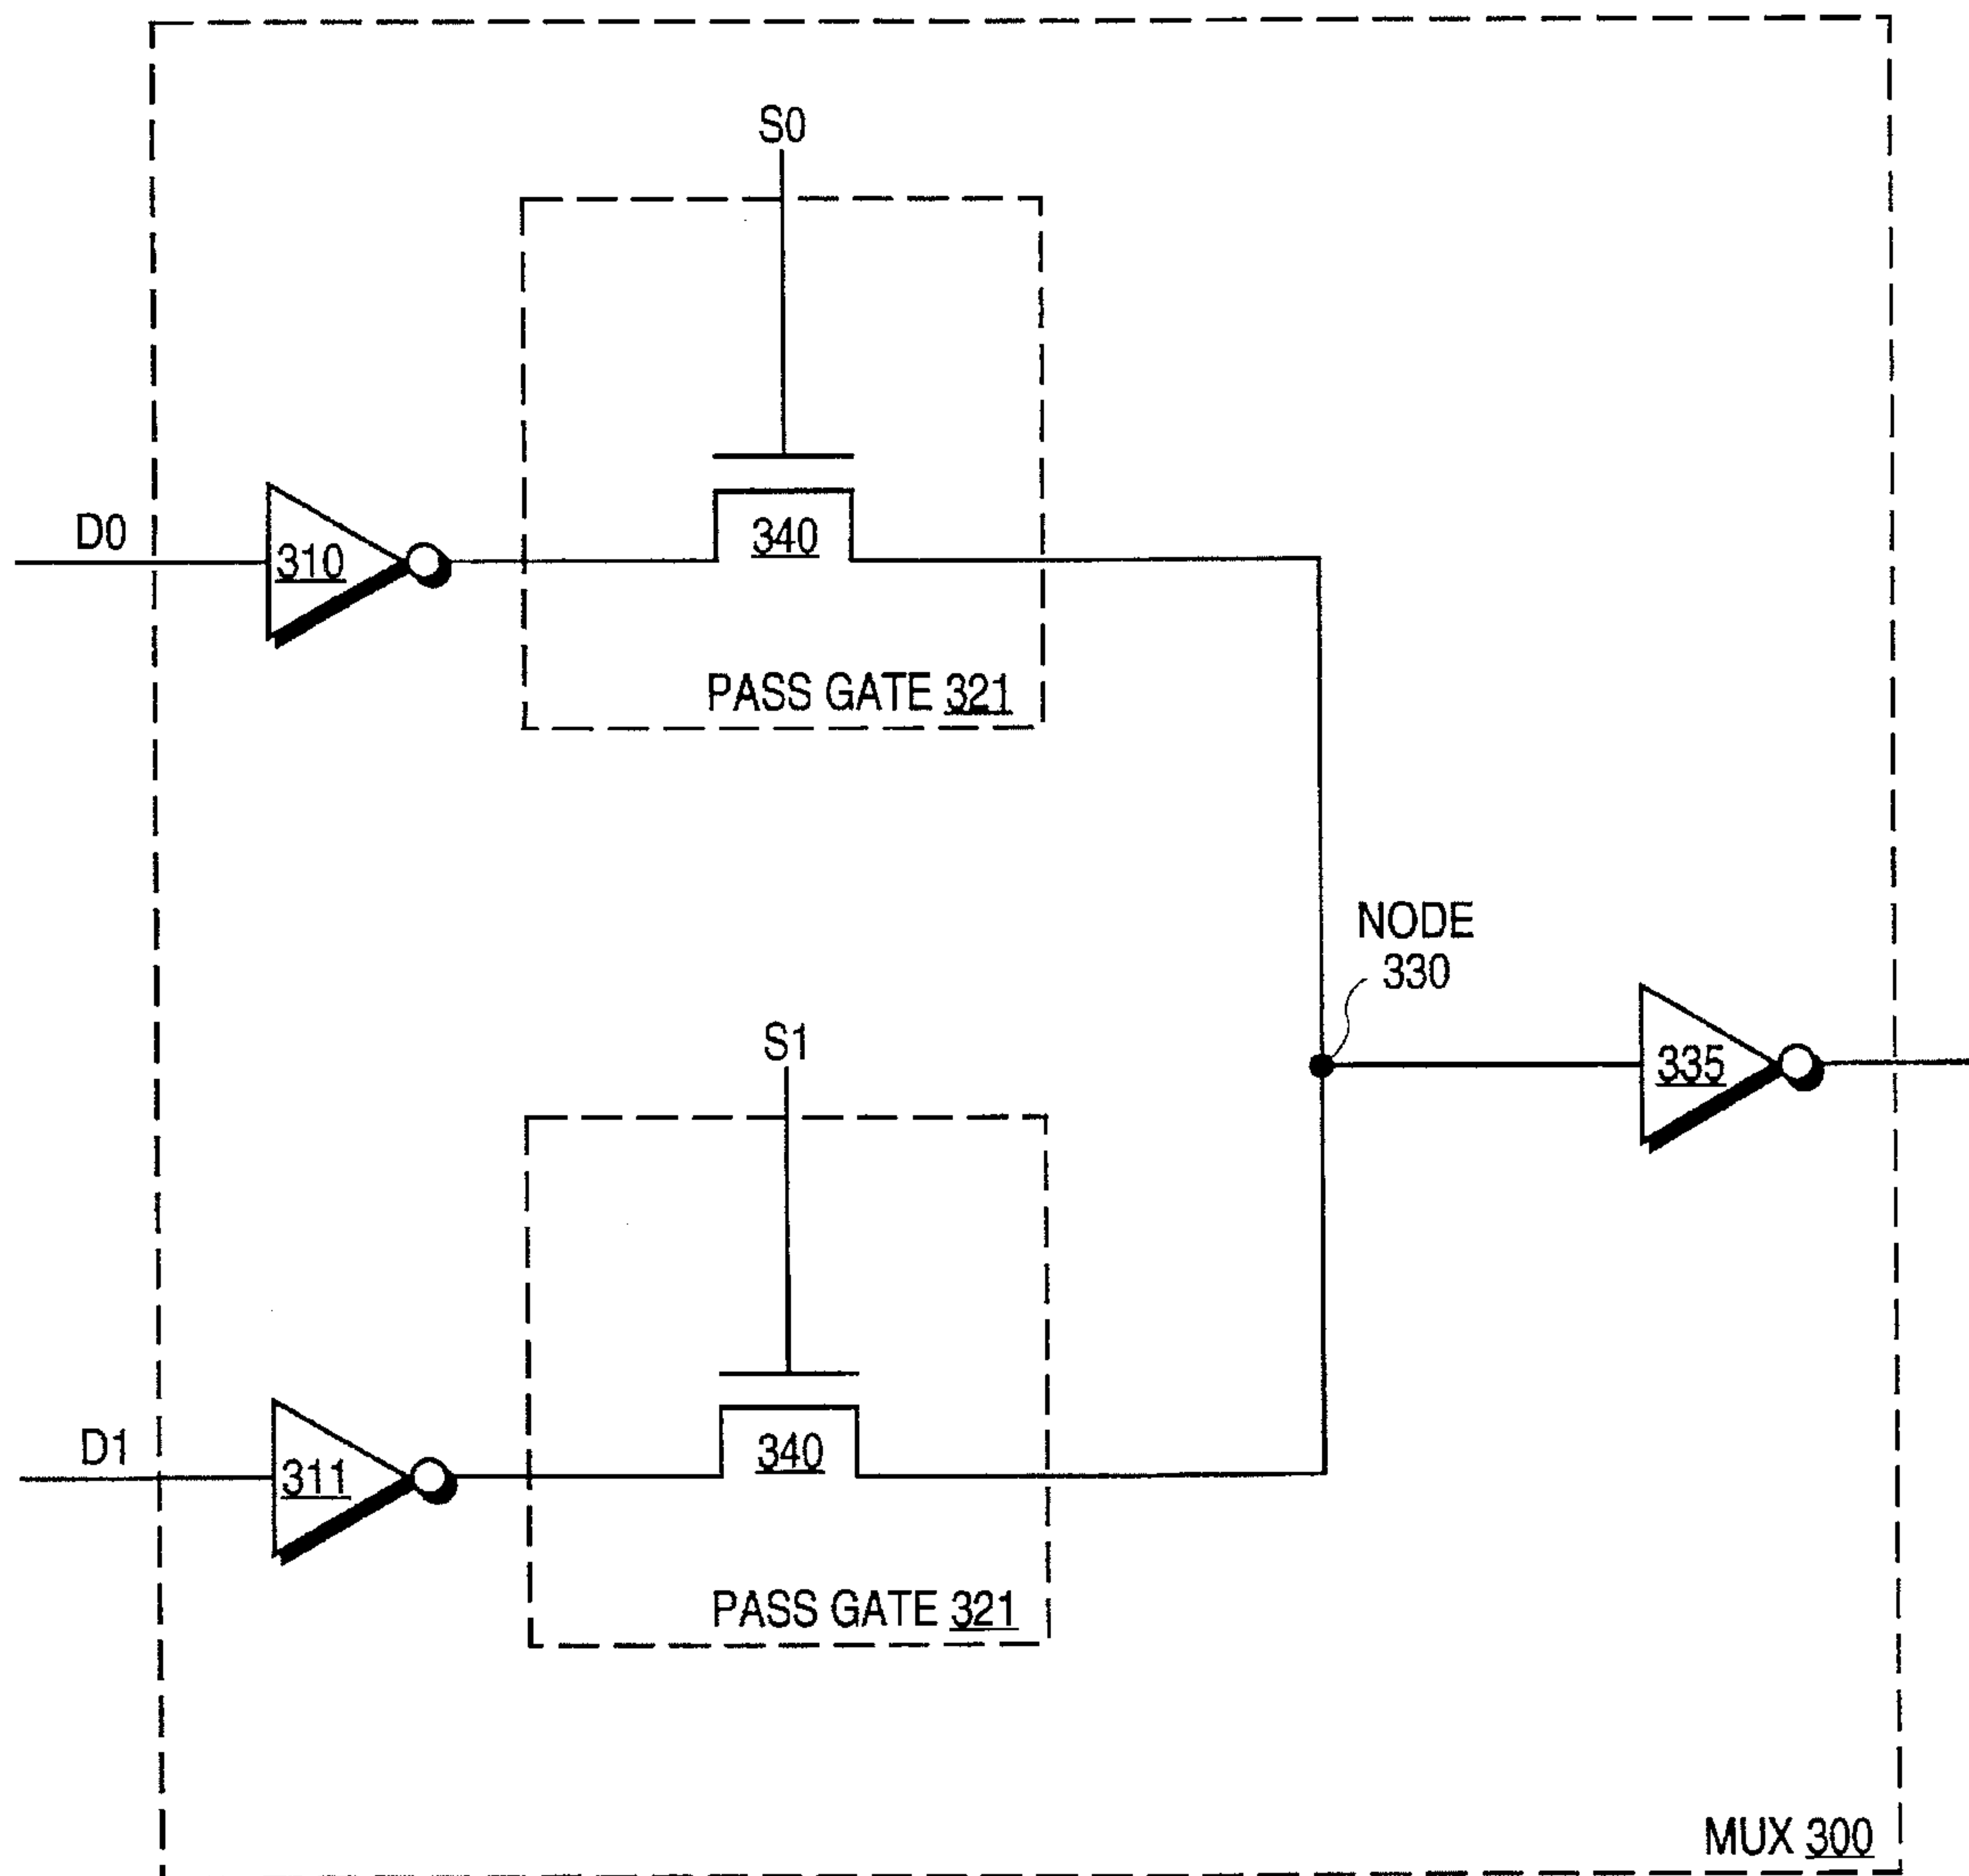 S0
D0
310
340
PASS GATE 321
NODE
330
S1
335
D1
311
340
PASS GATE 321
MUX 300